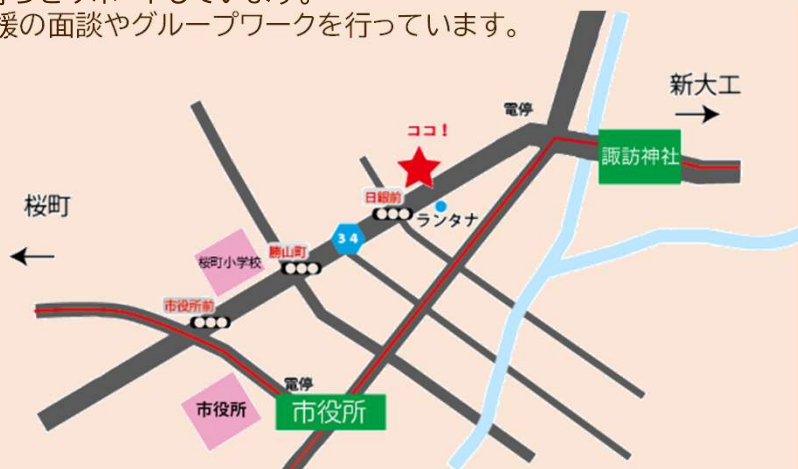 援の面談やグループワークを行っています。
新大工
電停
ココ！
諏訪神社
日銀前
ランタナ
桜町
34
勝山町
桜町小学校
市役所前
電停
市役所
市役所